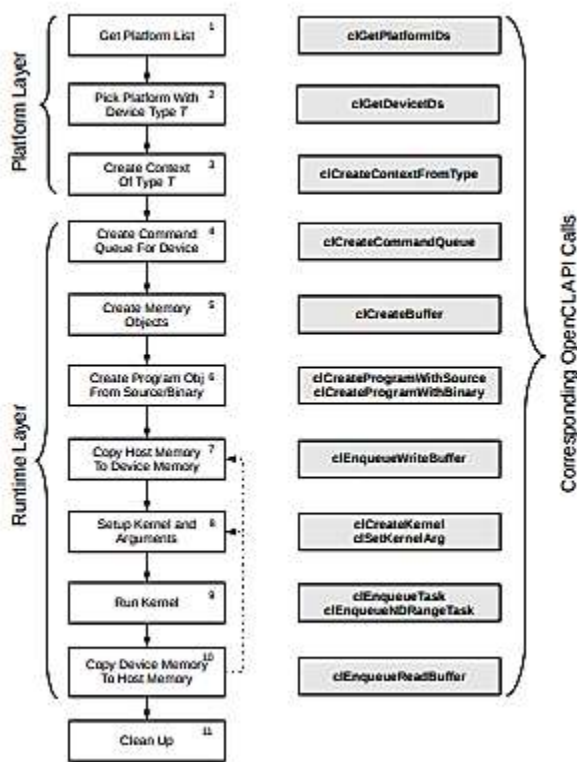 Platform Layer
Runtime Layer
Get Platform List 1
Pick Platform With 2
Device Type T
Create Context 3
Of Type T
Create Command 4
Queue For Device
Create Memory 5
Objects
Create Program Obj 6
From Source/Binary
Copy Host Memory 7
To Device Memory
Setup Kernel and 8
Arguments
Run Kernel 9
Copy Device Memory 10
To Host Memory
Clean Up 11
clGetPlatformIDs
clGetDeviceIDs
clCreateContextFromType
clCreateCommandQueue
clCreateBuffer
clCreateProgramWithSource
clCreateProgramWithBinary
clEnqueueWriteBuffer
clCreateKernel
clSetKernelArg
clEnqueueTask
clEnqueueNDRangeTask
clEnqueueReadBuffer
Corresponding OpenCLAPI Calls